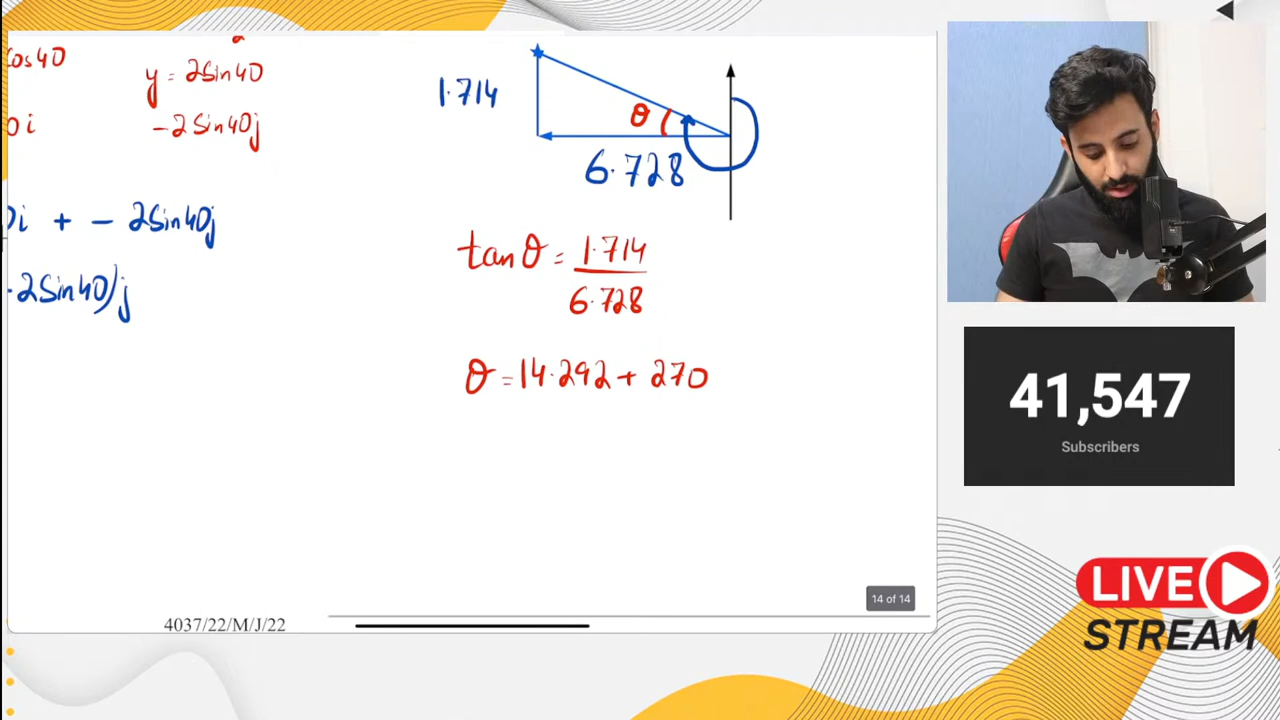 cos40
y = 2Sin40
0i
-2Sin40j
0i + - 2Sin40j
-2Sin40)j
1.714
θ
6.728
tanθ = 1.714
6.728
θ = 14.292 + 270
14 of 14
4037/22/M/J/22
41,547
Subscribers
LIVE
STREAM